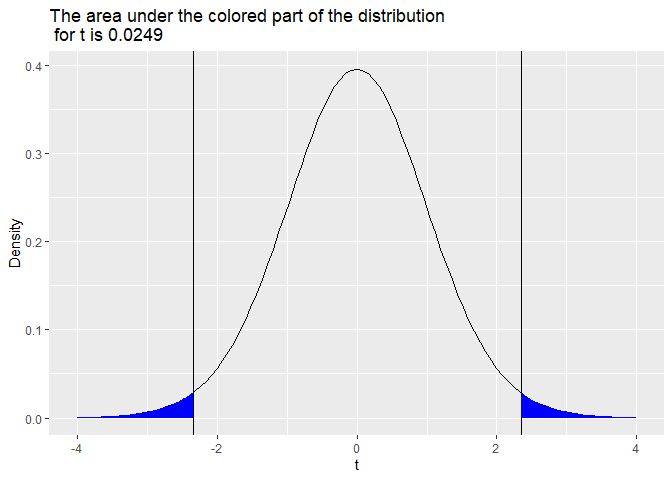 The area under the colored part of the distribution
for t is 0.0249
0.4
0.3
0.2
0.1
0.0
Density
-4
-2
0
2
4
t